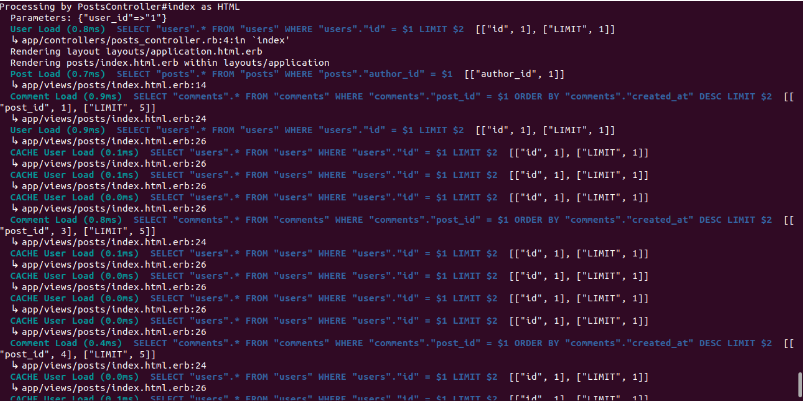 Processing by PostsController#index as HTML
Parameters: {"user_id"=>"1"}
User Load (0.8ms) SELECT "users".* FROM "users" WHERE "users"."id" = $1 LIMIT $2 [["id", 1], ["LIMIT", 1]]
↳ app/controllers/posts_controller.rb:4:in `index'
Rendering layout layouts/application.html.erb
Rendering posts/index.html.erb within layouts/application
Post Load (0.7ms) SELECT "posts".* FROM "posts" WHERE "posts"."author_id" = $1 [["author_id", 1]]
↳ app/views/posts/index.html.erb:14
Comment Load (0.9ms) SELECT "comments".* FROM "comments" WHERE "comments"."post_id" = $1 ORDER BY "comments"."created_at" DESC LIMIT $2 [[
"post_id", 1], ["LIMIT", 5]]
↳ app/views/posts/index.html.erb:24
User Load (0.9ms) SELECT "users".* FROM "users" WHERE "users"."id" = $1 LIMIT $2 [["id", 1], ["LIMIT", 1]]
↳ app/views/posts/index.html.erb:26
CACHE User Load (0.1ms) SELECT "users".* FROM "users" WHERE "users"."id" = $1 LIMIT $2 [["id", 1], ["LIMIT", 1]]
↳ app/views/posts/index.html.erb:26
CACHE User Load (0.1ms) SELECT "users".* FROM "users" WHERE "users"."id" = $1 LIMIT $2 [["id", 1], ["LIMIT", 1]]
↳ app/views/posts/index.html.erb:26
CACHE User Load (0.0ms) SELECT "users".* FROM "users" WHERE "users"."id" = $1 LIMIT $2 [["id", 1], ["LIMIT", 1]]
↳ app/views/posts/index.html.erb:26
Comment Load (0.8ms) SELECT "comments".* FROM "comments" WHERE "comments"."post_id" = $1 ORDER BY "comments"."created_at" DESC LIMIT $2 [[
"post_id", 3], ["LIMIT", 5]]
↳ app/views/posts/index.html.erb:24
CACHE User Load (0.1ms) SELECT "users".* FROM "users" WHERE "users"."id" = $1 LIMIT $2 [["id", 1], ["LIMIT", 1]]
↳ app/views/posts/index.html.erb:26
CACHE User Load (0.0ms) SELECT "users".* FROM "users" WHERE "users"."id" = $1 LIMIT $2 [["id", 1], ["LIMIT", 1]]
↳ app/views/posts/index.html.erb:26
CACHE User Load (0.0ms) SELECT "users".* FROM "users" WHERE "users"."id" = $1 LIMIT $2 [["id", 1], ["LIMIT", 1]]
↳ app/views/posts/index.html.erb:26
CACHE User Load (0.0ms) SELECT "users".* FROM "users" WHERE "users"."id" = $1 LIMIT $2 [["id", 1], ["LIMIT", 1]]
↳ app/views/posts/index.html.erb:26
Comment Load (0.4ms) SELECT "comments".* FROM "comments" WHERE "comments"."post_id" = $1 ORDER BY "comments"."created_at" DESC LIMIT $2 [[
"post_id", 4], ["LIMIT", 5]]
↳ app/views/posts/index.html.erb:24
CACHE User Load (0.0ms) SELECT "users".* FROM "users" WHERE "users"."id" = $1 LIMIT $2 [["id", 1], ["LIMIT", 1]]
↳ app/views/posts/index.html.erb:26
CACHE User Load (0.1ms) SELECT "users".* FROM "users" WHERE "users"."id" = $1 LIMIT $2 [["id", 1], ["LIMIT", 1]]